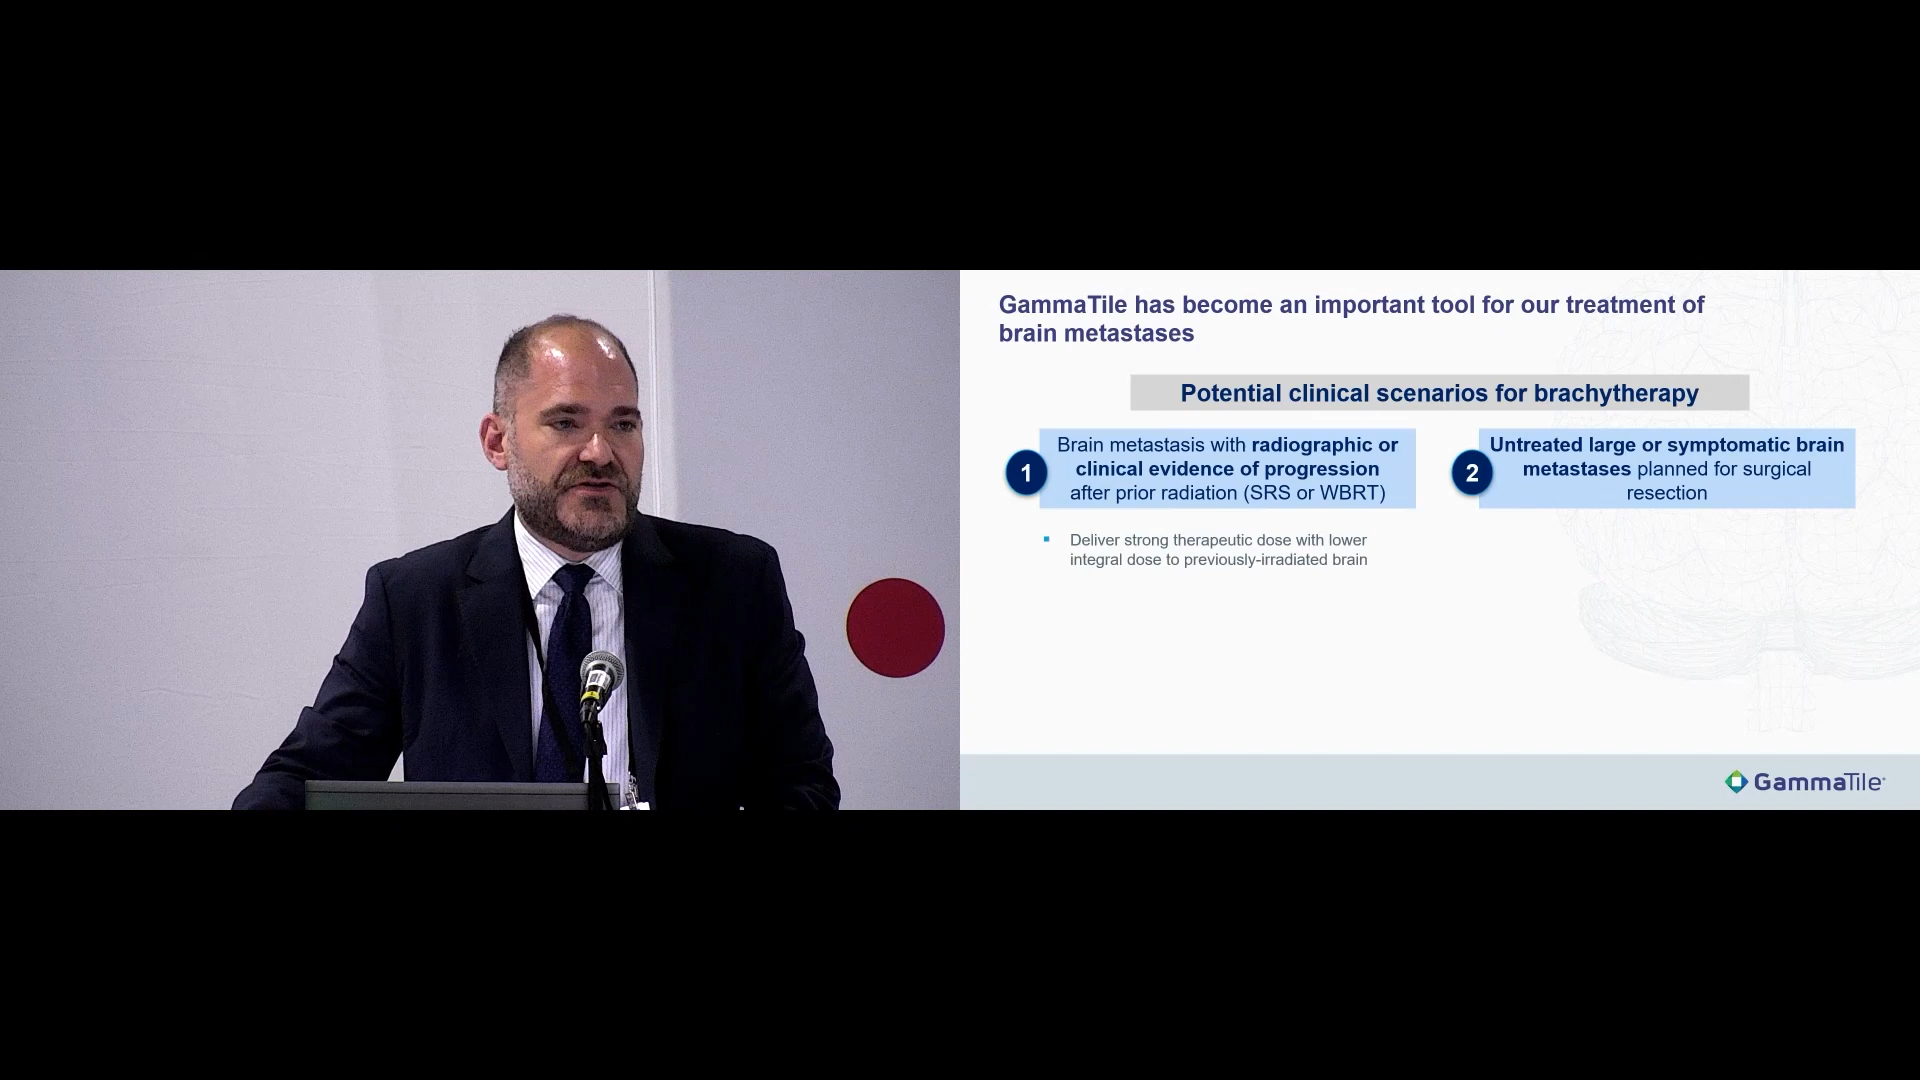 GammaTile has become an important tool for our treatment of
brain metastases
Potential clinical scenarios for brachytherapy
1
Brain metastasis with radiographic or
clinical evidence of progression
after prior radiation (SRS or WBRT)
2
Untreated large or symptomatic brain
metastases planned for surgical
resection
▪ Deliver strong therapeutic dose with lower
integral dose to previously-irradiated brain
GammaTile